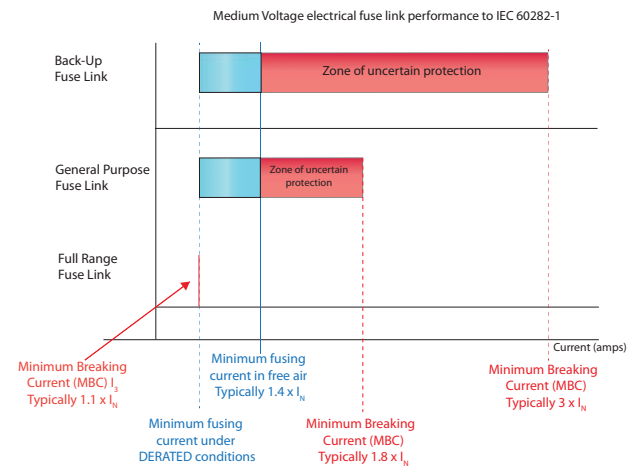 Medium Voltage electrical fuse link performance to IEC 60282-1
Back-Up
Fuse Link
Zone of uncertain protection
General Purpose
Fuse Link
Zone of uncertain
protection
Full Range
Fuse Link
Current (amps)
Minimum Breaking
Current (MBC) I₃
Typically 1.1 x Iₙ
Minimum fusing
current in free air
Typically 1.4 x Iₙ
Minimum Breaking
Current (MBC)
Typically 3 x Iₙ
Minimum fusing
current under
DERATED conditions
Minimum Breaking
Current (MBC)
Typically 1.8 x Iₙ